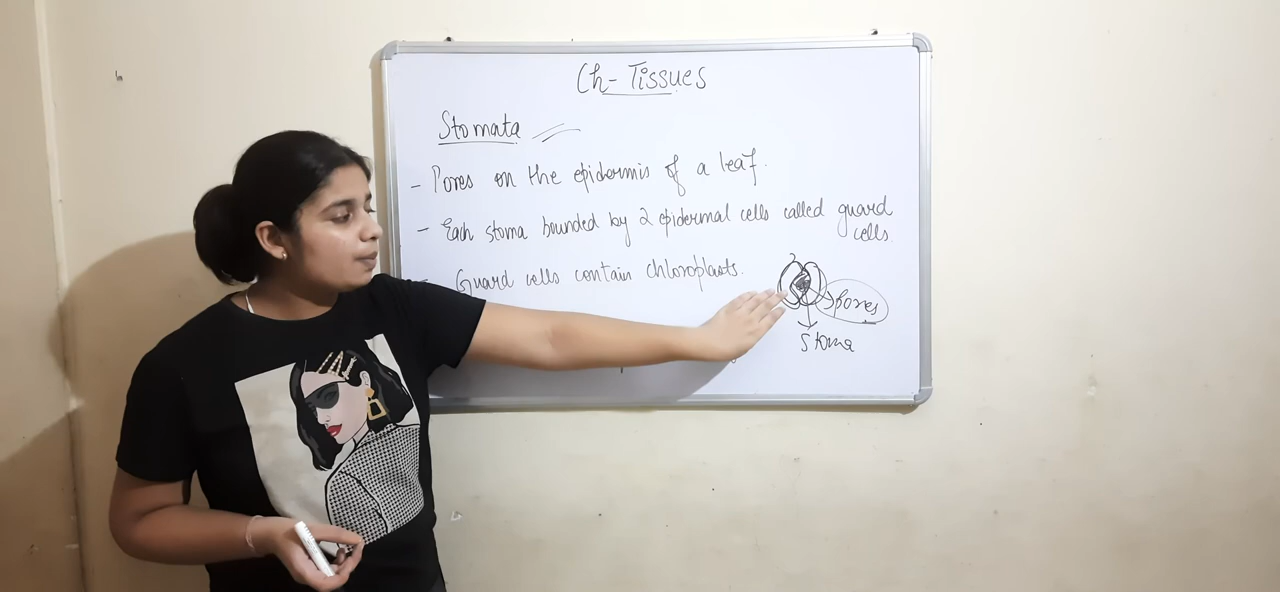 Ch- Tissues
Stomata
- Pores on the epidermis of a leaf.
- Each stoma bounded by 2 epidermal cells called guard
cells.
- Guard cells contain chloroplasts.
pores
Stoma